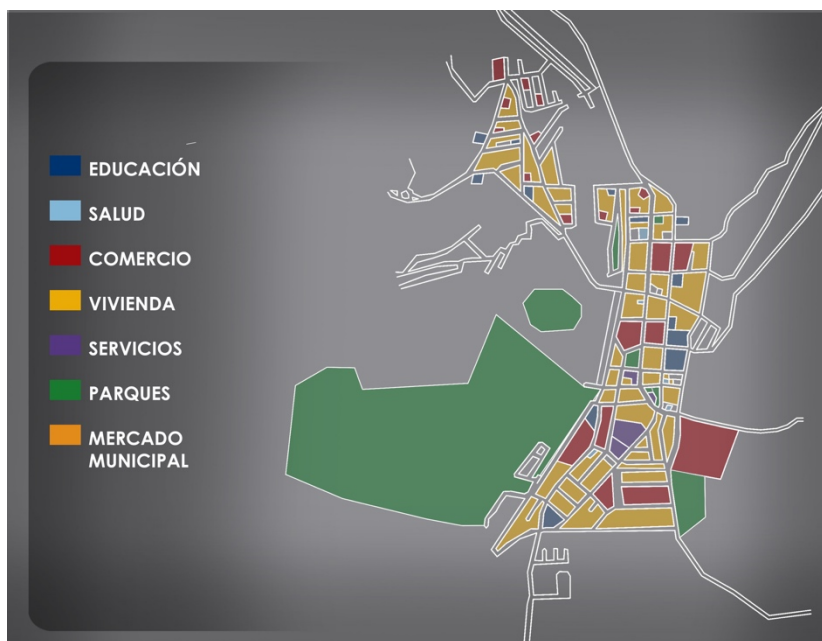 EDUCACIÓN
SALUD
COMERCIO
VIVIENDA
SERVICIOS
PARQUES
MERCADO
MUNICIPAL